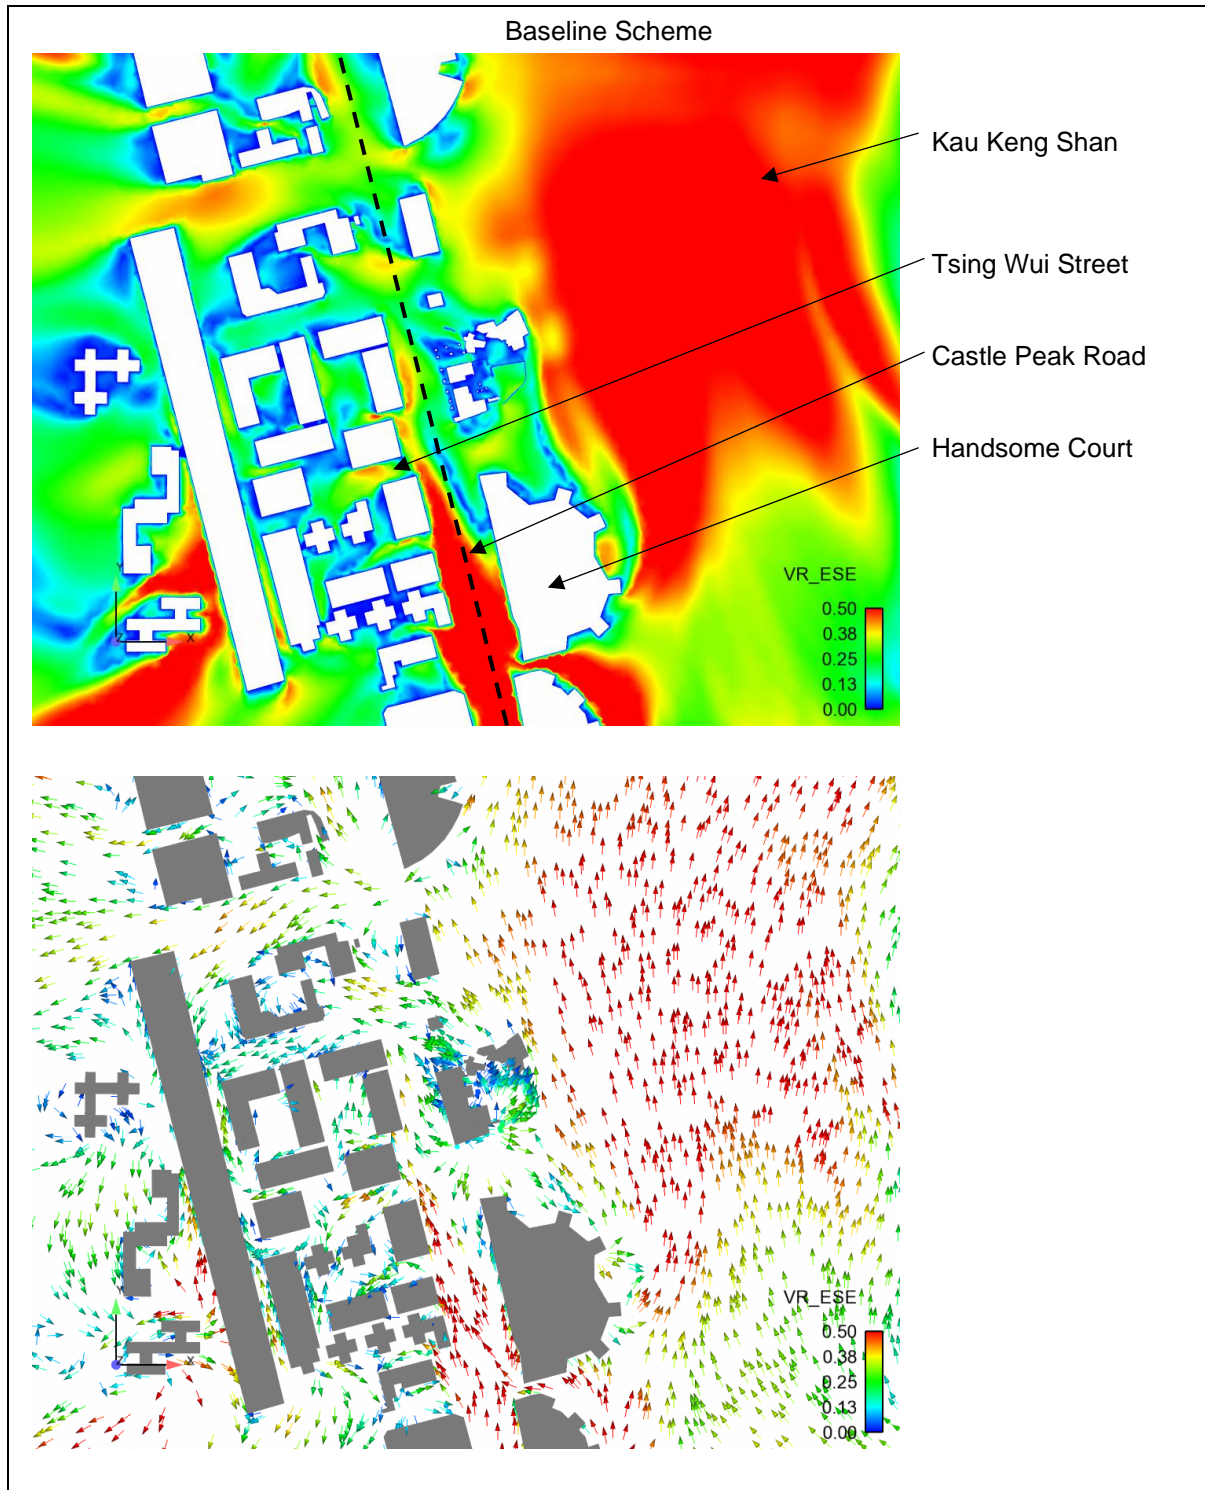 Baseline Scheme
Kau Keng Shan
Tsing Wui Street
Castle Peak Road
Handsome Court
VR_ESE
0.50
0.38
0.25
0.13
0.00
Y
Z
X
VR_ESE
0.50
0.38
0.25
0.13
0.00
X